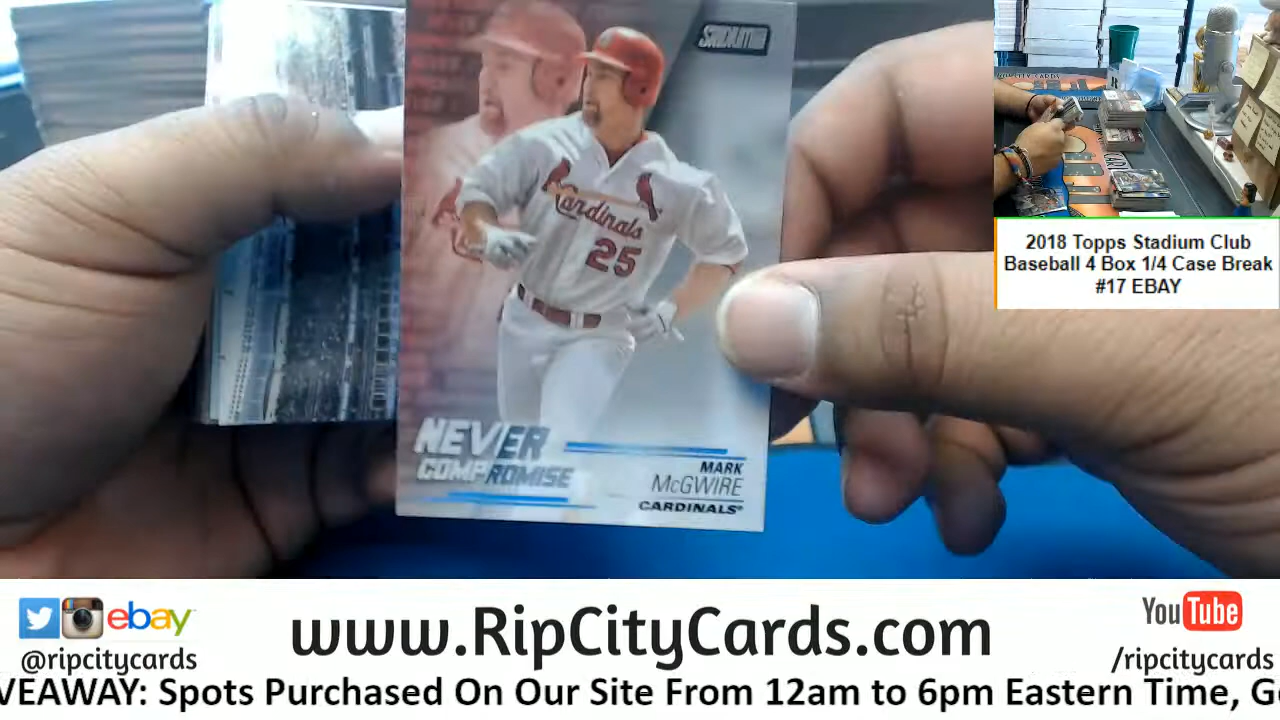 STADIUM
Cardinals
25
NEVER
COMPROMISE
MARK
McGWIRE
CARDINALS
2018 Topps Stadium Club
Baseball 4 Box 1/4 Case Break
#17 EBAY
ebay
@ripcitycards
www.RipCityCards.com
YouTube
/ripcitycards
VEAWAY: Spots Purchased On Our Site From 12am to 6pm Eastern Time,